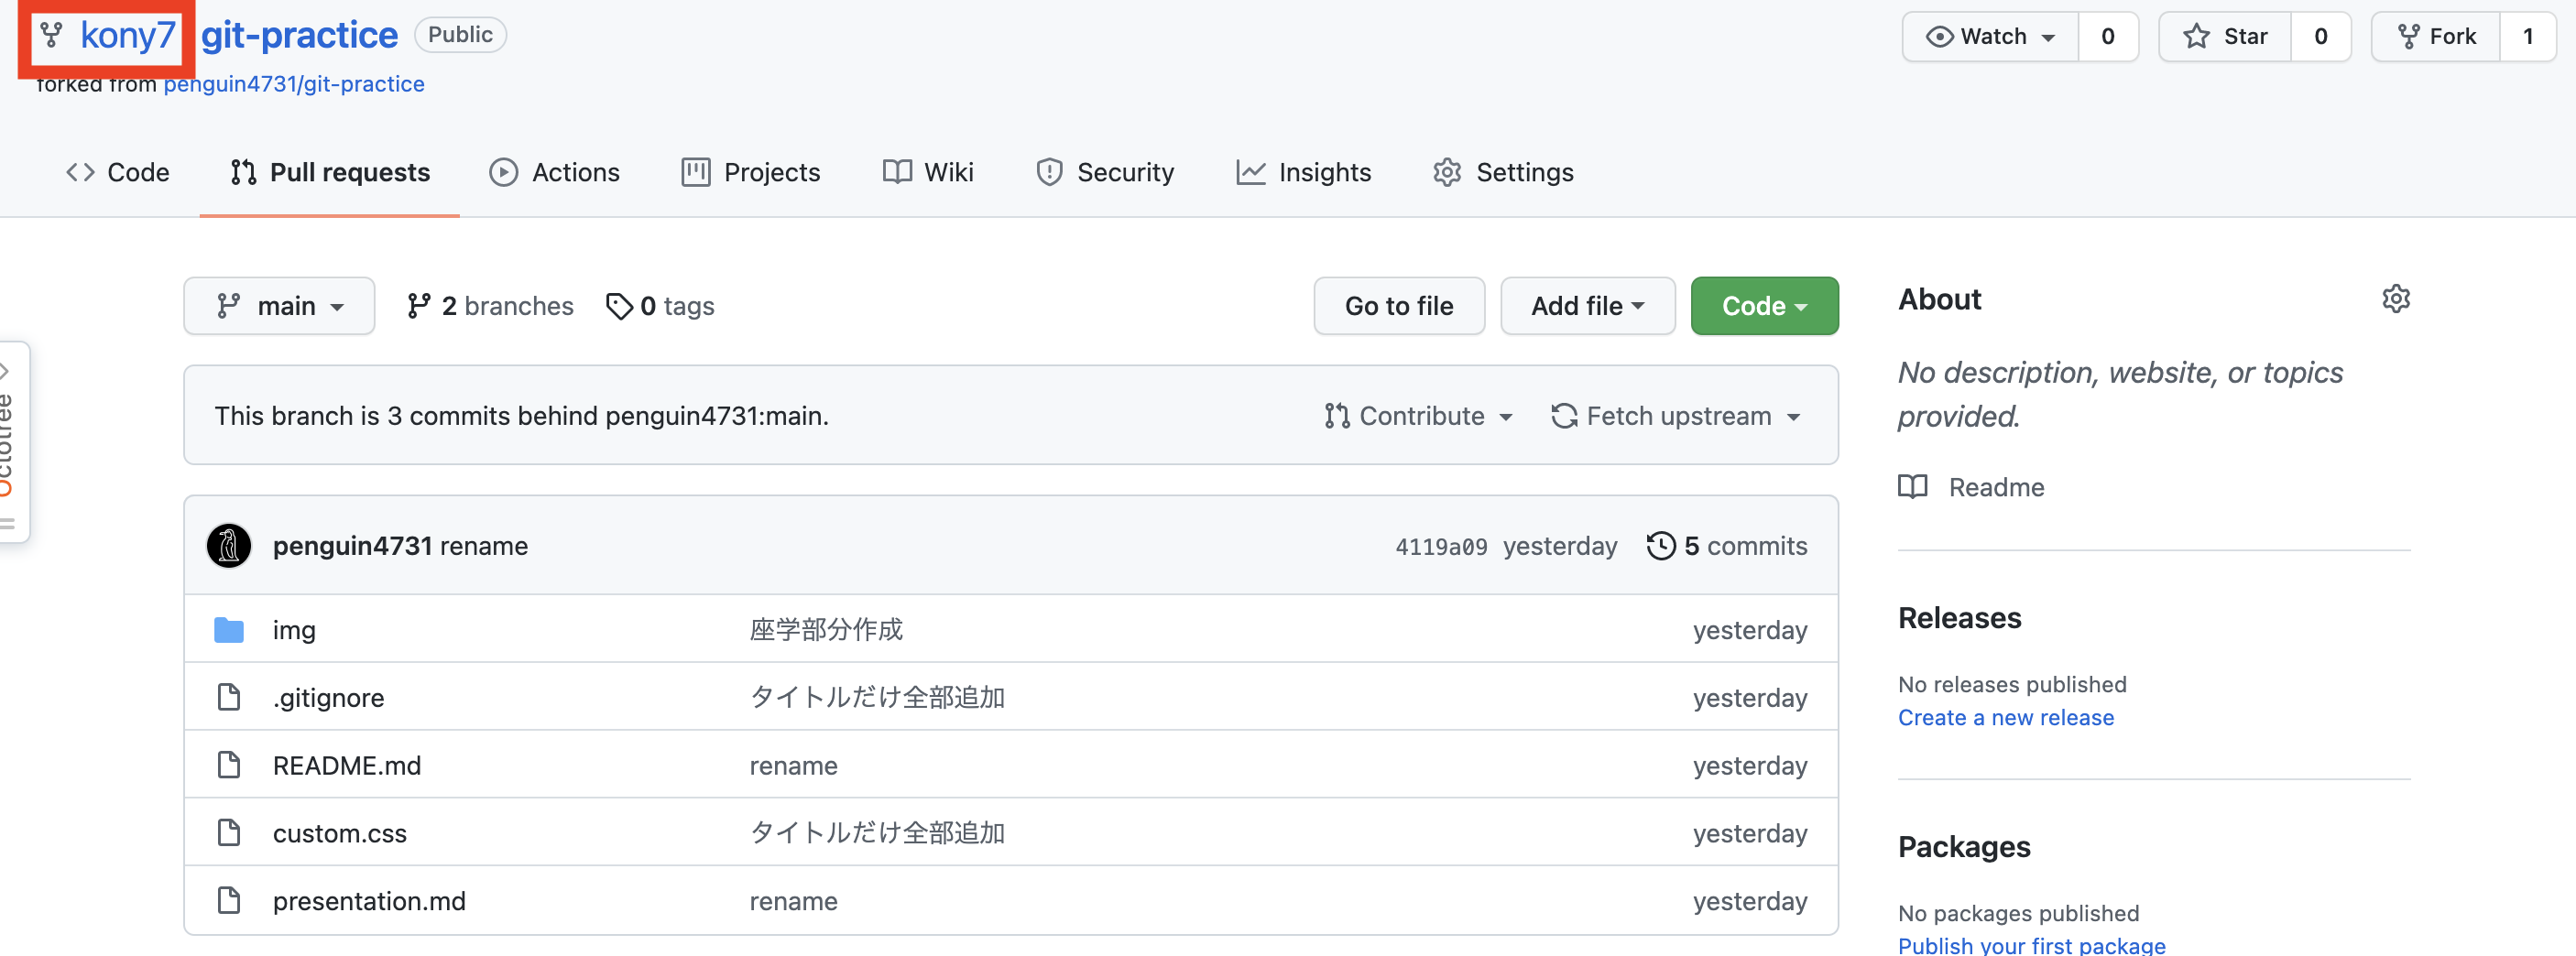 kony7 git-practice Public
Watch 0 Star 0 Fork 1
forked from penguin4731/git-practice
Code Pull requests Actions Projects Wiki Security Insights Settings
main 2 branches 0 tags Go to file Add file Code
This branch is 3 commits behind penguin4731:main. Contribute Fetch upstream
penguin4731 rename 4119a09 yesterday 5 commits
img 座学部分作成 yesterday
.gitignore タイトルだけ全部追加 yesterday
README.md rename yesterday
custom.css タイトルだけ全部追加 yesterday
presentation.md rename yesterday
About
No description, website, or topics
provided.
Readme
Releases
No releases published
Create a new release
Packages
No packages published
Publish your first package
Octotree